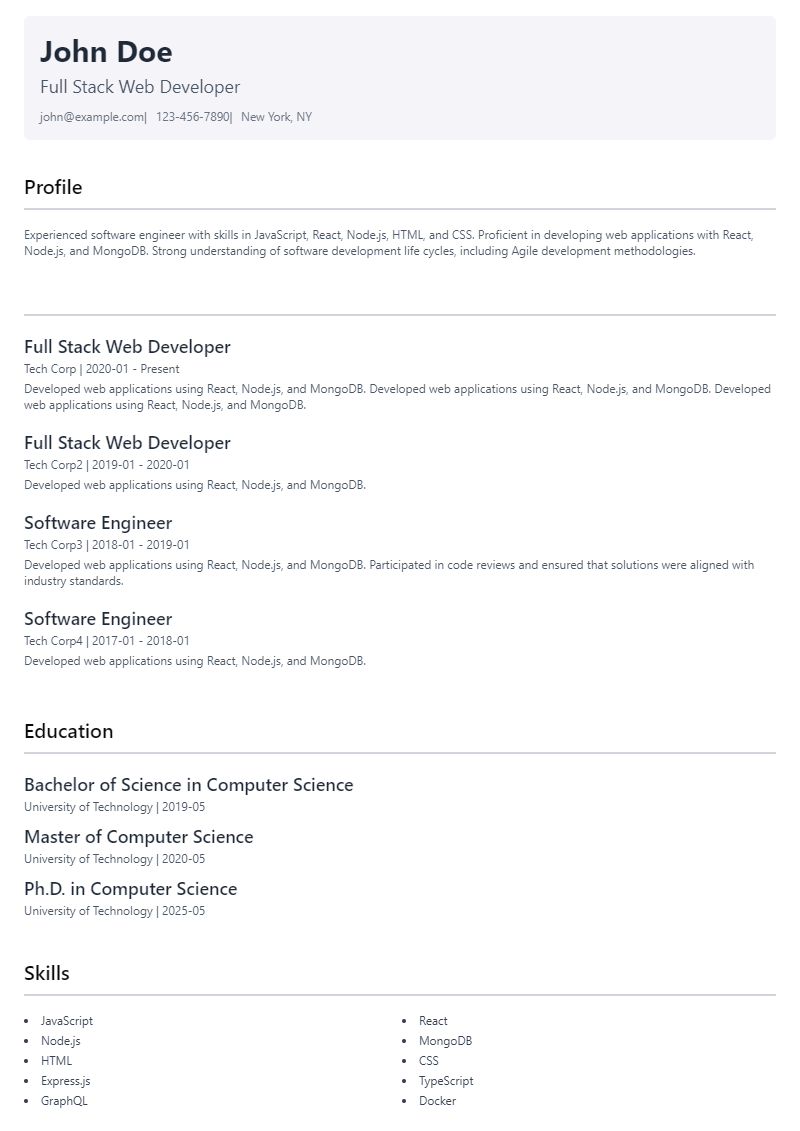 John Doe
Full Stack Web Developer
john@example.com| 123-456-7890| New York, NY
Profile
Experienced software engineer with skills in JavaScript, React, Node.js, HTML, and CSS. Proficient in developing web applications with React,
Node.js, and MongoDB. Strong understanding of software development life cycles, including Agile development methodologies.
Full Stack Web Developer
Tech Corp | 2020-01 - Present
Developed web applications using React, Node.js, and MongoDB. Developed web applications using React, Node.js, and MongoDB. Developed
web applications using React, Node.js, and MongoDB.
Full Stack Web Developer
Tech Corp2 | 2019-01 - 2020-01
Developed web applications using React, Node.js, and MongoDB.
Software Engineer
Tech Corp3 | 2018-01 - 2019-01
Developed web applications using React, Node.js, and MongoDB. Participated in code reviews and ensured that solutions were aligned with
industry standards.
Software Engineer
Tech Corp4 | 2017-01 - 2018-01
Developed web applications using React, Node.js, and MongoDB.
Education
Bachelor of Science in Computer Science
University of Technology | 2019-05
Master of Computer Science
University of Technology | 2020-05
Ph.D. in Computer Science
University of Technology | 2025-05
Skills
• JavaScript • React
• Node.js • MongoDB
• HTML • CSS
• Express.js • TypeScript
• GraphQL • Docker